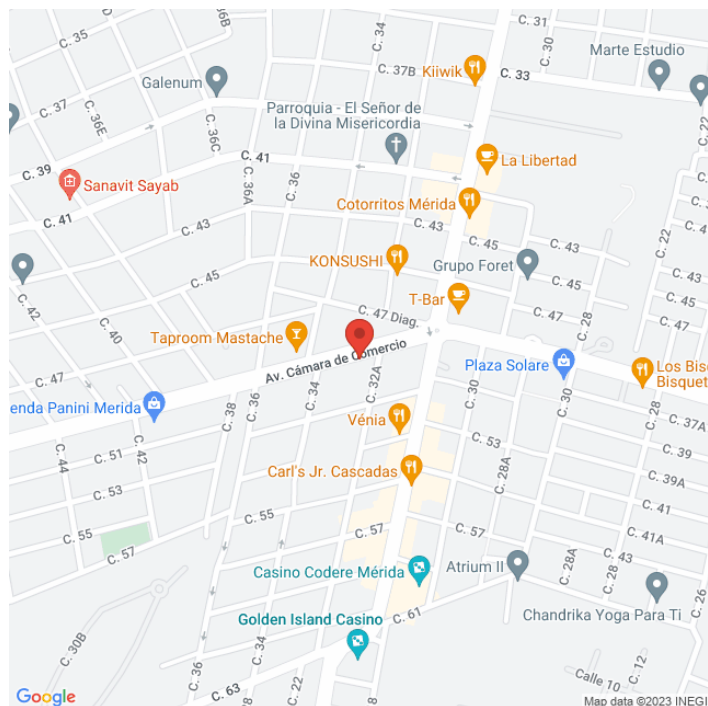 C. 35
C. 36B
C. 34
C. 31
C. 30
Marte Estudio
Kiiwik
C. 33
C. 37B
Galenum
C. 37
C. 36E
C. 36C
Parroquia - El Señor de
la Divina Misericordia
C. 22
C. 39
C. 41
La Libertad
Sanavit Sayab
C. 36A
C. 36
Cotorritos Mérida
C. 41
C. 43
C. 43
C. 45
C. 43
C. 22
KONSUSHI
Grupo Foret
C. 45
C. 42
C. 40
T-Bar
C. 47
C. 28
C. 47
C. 47 Diag.
Taproom Mastache
Av. Cámara de Comercio
Plaza Solare
Los Bisq
Bisquet
C. 47
enda Panini Merida
C. 38
C. 36
C. 34
C. 32A
C. 30
C. 28
C. 37A
Vénia
C. 51
C. 44
C. 42
C. 53
C. 28A
C. 39A
Carl's Jr. Cascadas
C. 53
C. 55
C. 41
C. 55
C. 57
C. 57
C. 57
C. 41A
C. 43
C. 39
Casino Codere Mérida
Atrium II
C. 28A
C. 28
C. 26
Golden Island Casino
C. 61
Chandrika Yoga Para Ti
C. 30B
C. 36
C. 34
C. 63
C. 22
8
Calle 10
C. 12
Google
Map data ©2023 INEGI